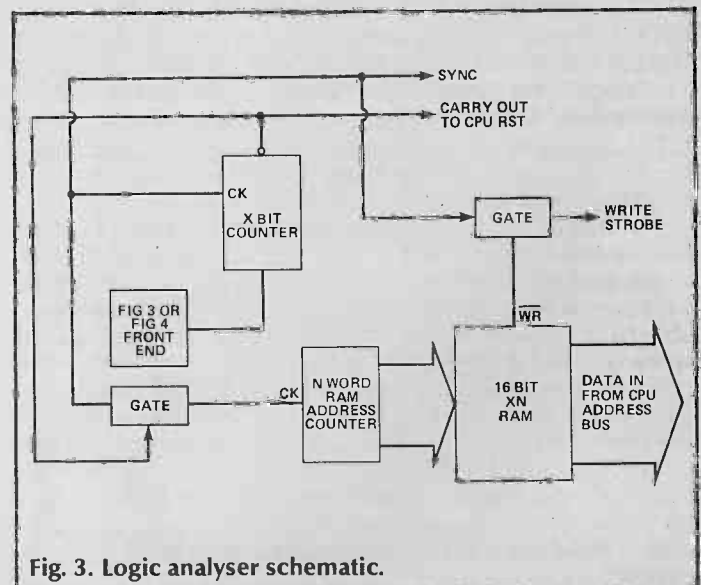 SYNC
CARRY OUT
TO CPU RST
CK
X BIT
COUNTER
GATE
WRITE
STROBE
FIG 3 OR
FIG 4
FRONT
END
WR
GATE
CK
N WORD
RAM
ADDRESS
COUNTER
16 BIT
XN
RAM
DATA IN
FROM CPU
ADDRESS
BUS
Fig. 3. Logic analyser schematic.